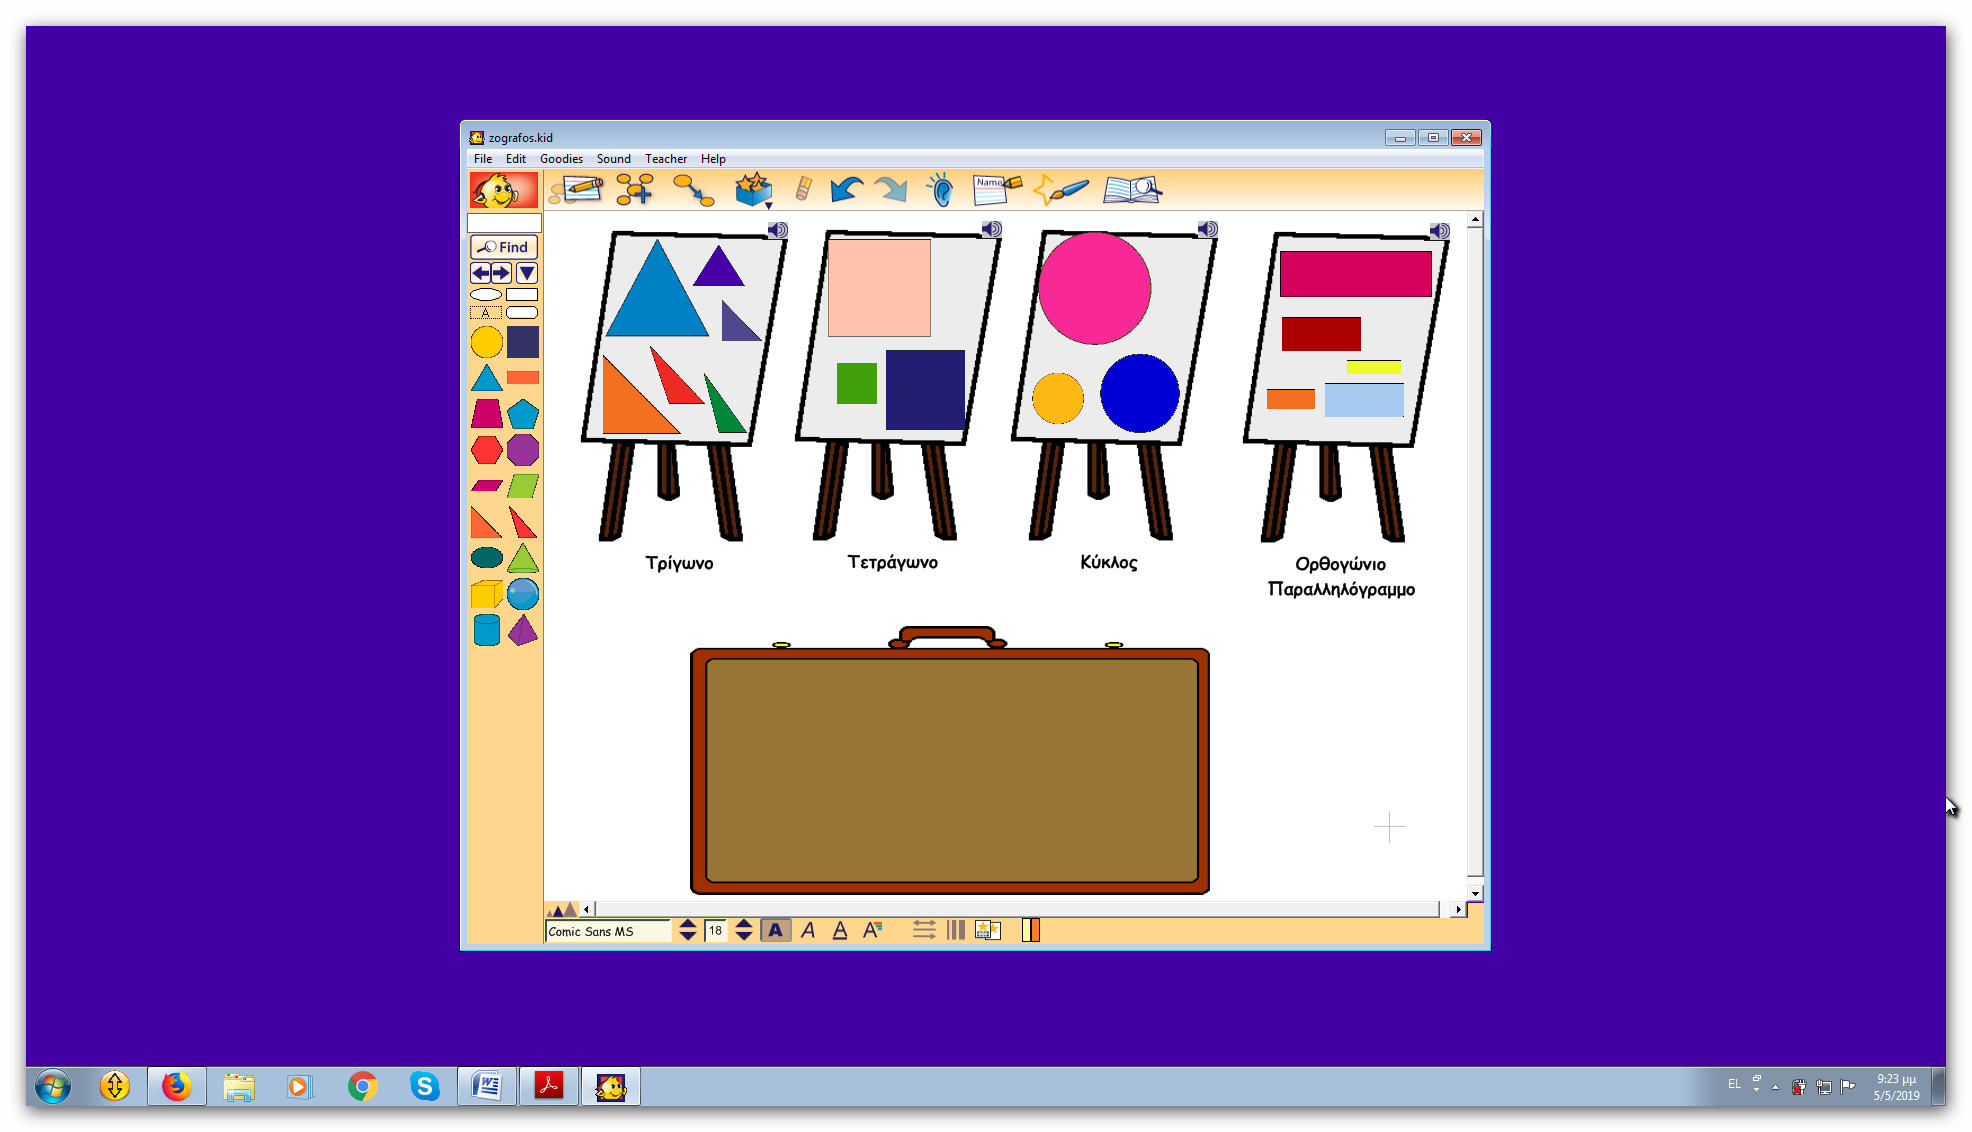 zografos.kid
File Edit Goodies Sound Teacher Help
Name
Find
A
Τρίγωνο
Τετράγωνο
Κύκλος
Ορθογώνιο
Παραλληλόγραμμο
Comic Sans MS
18
A A A A
EL
9:23 μμ
5/5/2019